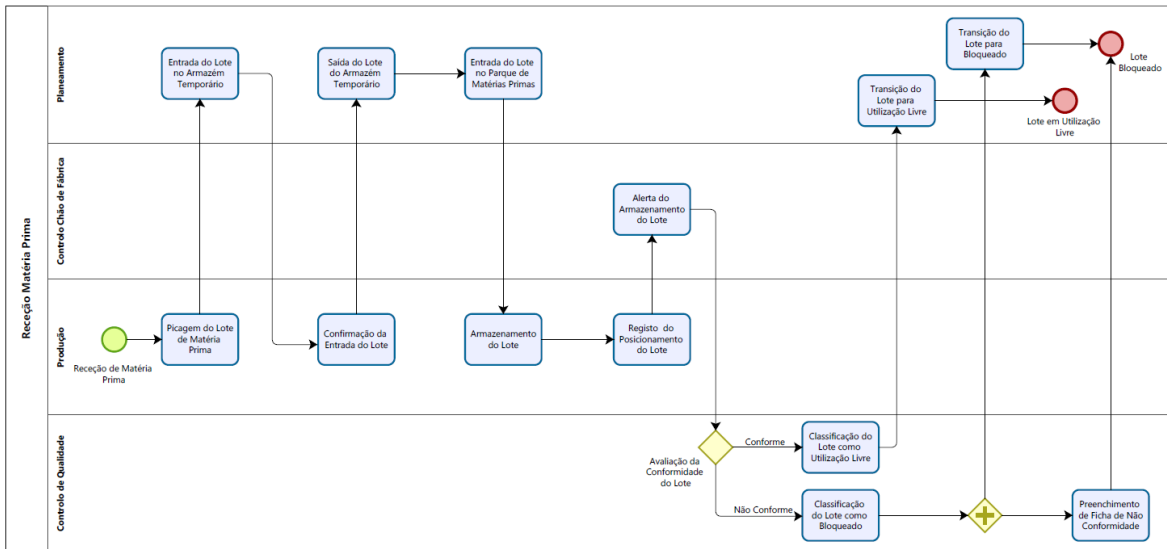 Receção Matéria Prima
Planeamento
Entrada do Lote
no Armazém
Temporário
Saída do Lote
do Armazém
Temporário
Entrada do Lote
no Parque de
Matérias Primas
Transição do
Lote para
Utilização Livre
Transição do
Lote para
Bloqueado
Lote
Bloqueado
Lote em Utilização
Livre
Controlo Chão de Fábrica
Alerta do
Armazenamento
do Lote
Produção
Receção de Matéria
Prima
Picagem do Lote
de Matéria
Prima
Confirmação da
Entrada do Lote
Armazenamento
do Lote
Registo do
Posicionamento
do Lote
Controlo de Qualidade
Avaliação da
Conformidade
do Lote
Conforme
Classificação do
Lote como
Utilização Livre
Não Conforme
Classificação
do Lote como
Bloqueado
Preenchimento
de Ficha de Não
Conformidade